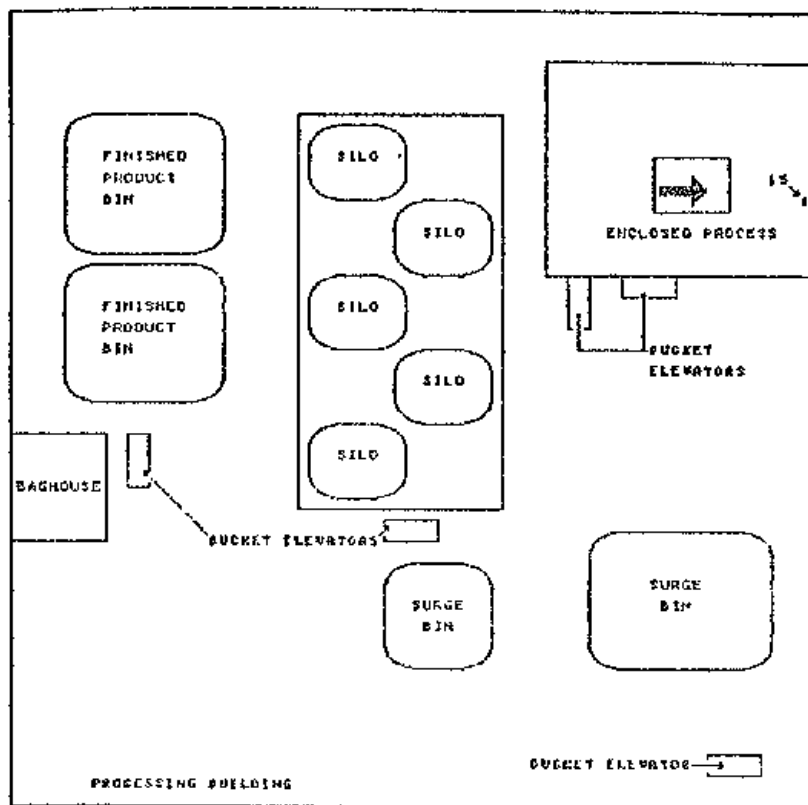 FINISHED
PRODUCT
BIN
SILO
SILO
ENCLOSED PROCESS
FINISHED
PRODUCT
BIN
SILO
BUCKET
ELEVATORS
SILO
SILO
BAGHOUSE
BUCKET ELEVATORS
SURGE
BIN
SURGE
BIN
BUCKET ELEVATOR
PROCESSING BUILDING